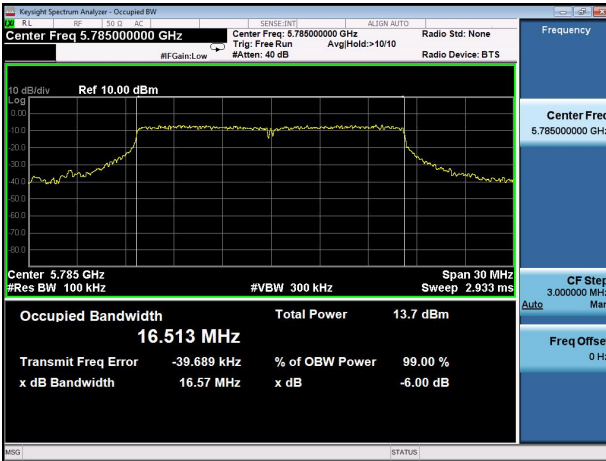 Keysight Spectrum Analyzer - Occupied BW
RL RF 50 Ω AC SENSE:INT ALIGN AUTO
Center Freq 5.785000000 GHz
Center Freq: 5.785000000 GHz
Radio Std: None
Trig: Free Run Avg|Hold:>10/10
#IFGain:Low
#Atten: 40 dB
Radio Device: BTS
10 dB/div Ref 10.00 dBm
Log
0.00
-10.0
-20.0
-30.0
-40.0
-50.0
-60.0
-70.0
-80.0
Center 5.785 GHz
Span 30 MHz
#Res BW 100 kHz
#VBW 300 kHz
Sweep 2.933 ms
Occupied Bandwidth
16.513 MHz
Total Power 13.7 dBm
Transmit Freq Error -39.689 kHz
% of OBW Power 99.00 %
x dB Bandwidth 16.57 MHz
x dB -6.00 dB
MSG
STATUS
Frequency
Center Freq
5.785000000 GHz
CF Step
3.000000 MHz
Auto Man
Freq Offset
0 Hz